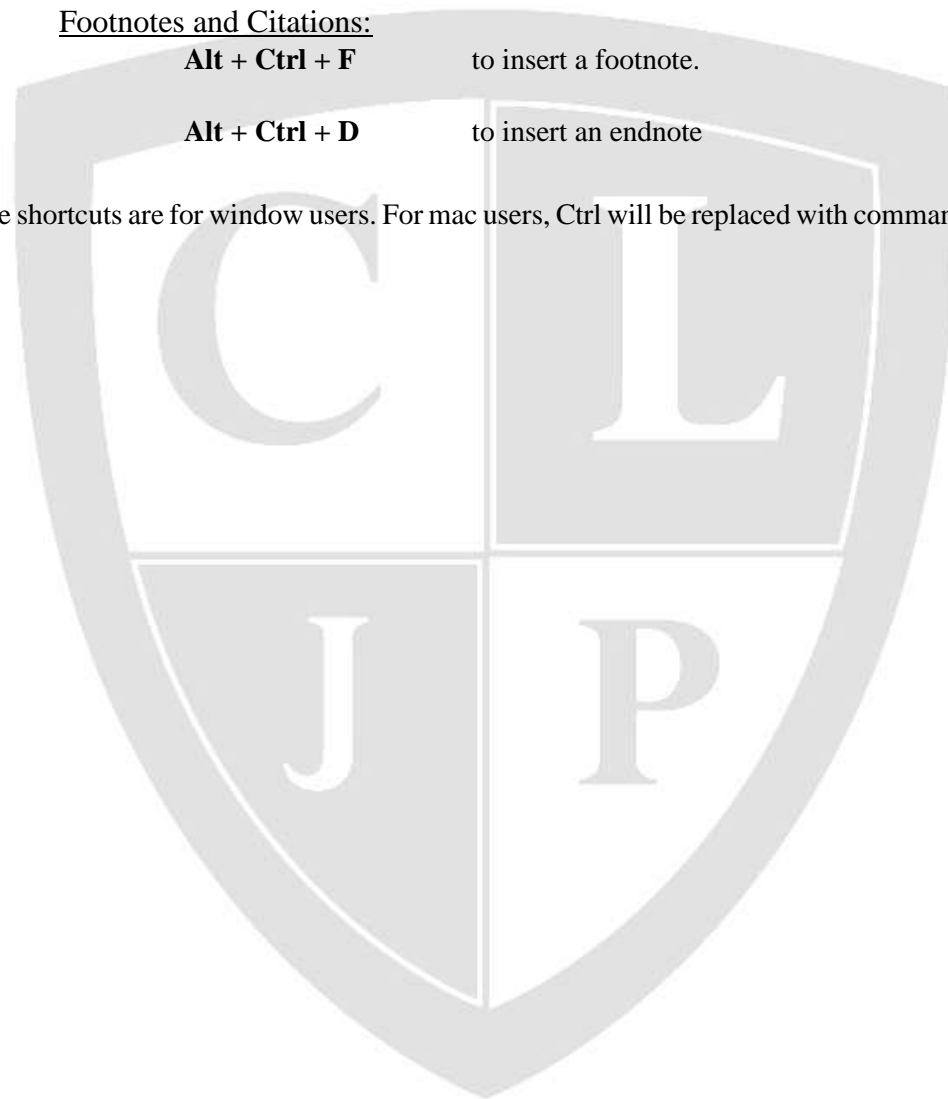 Footnotes and Citations:
Alt + Ctrl + F to insert a footnote.
Alt + Ctrl + D to insert an endnote
shortcuts are for window users. For mac users, Ctrl will be replaced with
C L
J P